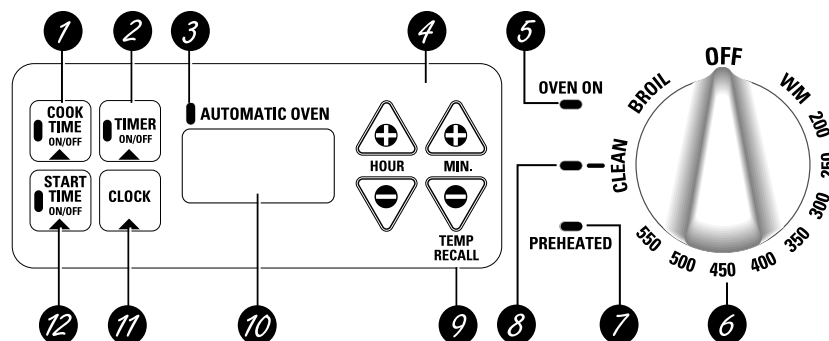 1
2
3
4
5
COOK
TIME
ON/OFF
TIMER
ON/OFF
AUTOMATIC OVEN
HOUR
MIN.
START
TIME
ON/OFF
CLOCK
TEMP
RECALL
OVEN ON
CLEAN
PREHEATED
OFF
WM
200
250
300
350
400
450
500
550
CLEAN
BROIL
12
11
10
9
8
7
6